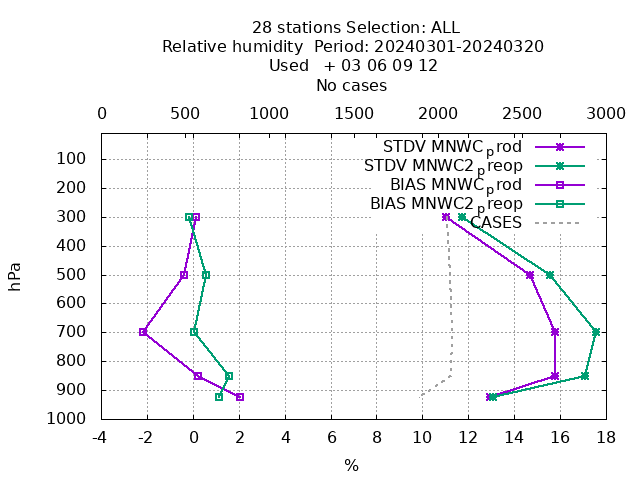 28 stations Selection: ALL
Relative humidity  Period: 20240301-20240320
Used   + 03 06 09 12
No cases
0 500 1000 1500 2000 2500 3000
STDV MNWC_prod
STDV MNWC2_preop
BIAS MNWC_prod
BIAS MNWC2_preop
CASES
100
200
300
400
500
600
700
800
900
1000
hPa
-4 -2 0 2 4 6 8 10 12 14 16 18
%